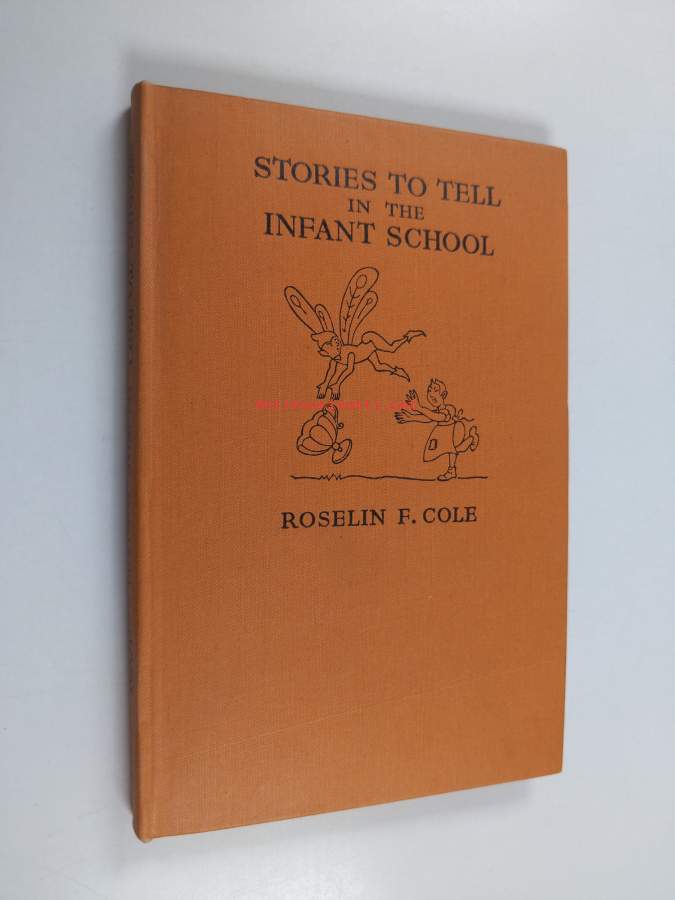 STORIES TO TELL
IN THE
INFANT SCHOOL
ROSELIN F. COLE